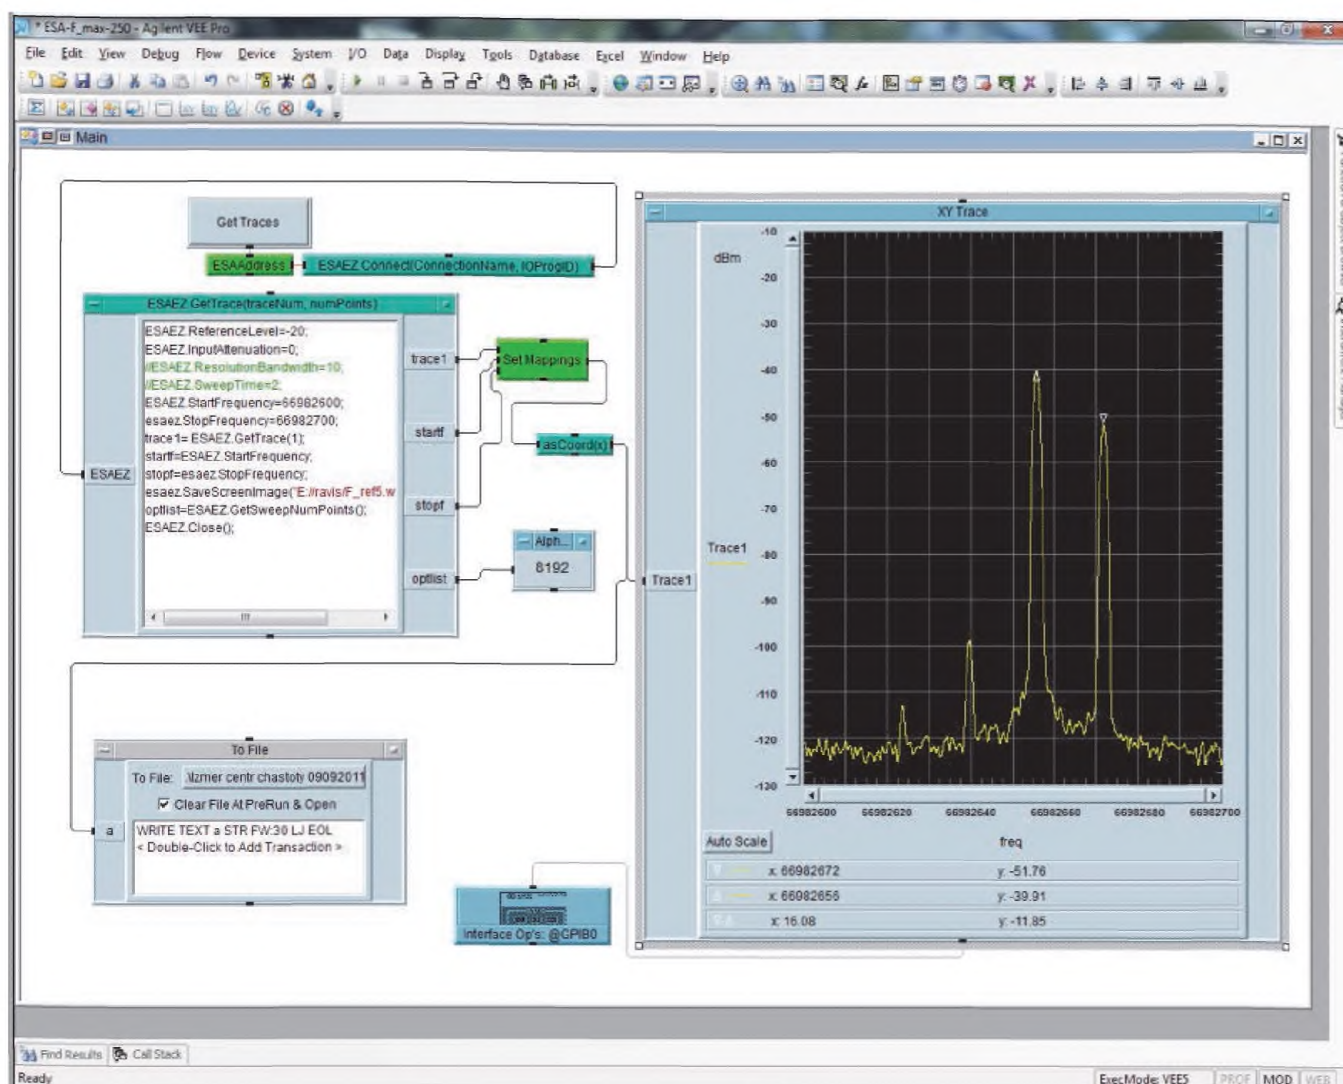 * ESA-F_max-250 - Agilent VEE Pro
File Edit View Debug Flow Device System I/O Data Display Tools Database Excel Window Help
Main
Get Traces
ESAAddress
ESAEZ.Connect(ConnectionName, IOProgID)
ESAEZ.GetTrace(traceNum, numPoints)
ESAEZ
ESAEZ.ReferenceLevel=-20;
ESAEZ.InputAttenuation=0;
//ESAEZ.ResolutionBandwidth=10;
//ESAEZ.SweepTime=2;
ESAEZ.StartFrequency=66982600;
esaez.StopFrequency=66982700;
trace1= ESAEZ.GetTrace(1);
startf=ESAEZ.StartFrequency;
stopf=esaez.StopFrequency;
esaez.SaveScreenImage("E://ravis/F_ref5.w
optlist=ESAEZ.GetSweepNumPoints();
ESAEZ.Close();
trace1
startf
stopf
optlist
Set Mappings
asCoord(x)
Alph...
8192
To File
To File: .\Izmer centr chastoty 09092011
Clear File At PreRun & Open
a
WRITE TEXT a STR FW:30 LJ EOL
< Double-Click to Add Transaction >
Interface Op's: @GPIB0
XY Trace
dBm
Trace1
Trace1
-10
-20
-30
-40
-50
-60
-70
-80
-90
-100
-110
-120
-130
66982600 66982620 66982640 66982660 66982680 66982700
Auto Scale
freq
x: 66982672 y: -51.76
x: 66982656 y: -39.91
x: 16.08 y: -11.85
Find Results Call Stack
Ready
ExecMode: VEE5 PROF MOD WEB